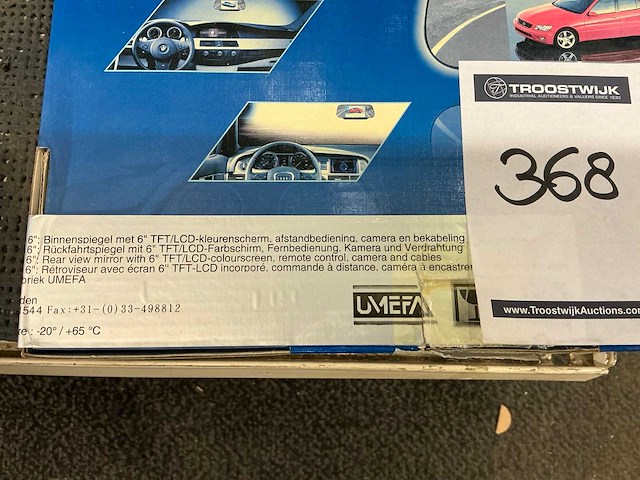 TROOSTWIJK
INDUSTRIAL AUCTIONEERS & VALUERS SINCE 1930
368
6": Binnenspiegel met 6" TFT/LCD-kleurenscherm, afstandbediening, camera en bekabeling
6": Rückfahrtspiegel mit 6" TFT/LCD-Farbschirm, Fernbedienung, Kamera und Verdrahtung
6": Rear view mirror with 6" TFT/LCD-colourscreen, remote control, camera and cables
6": Rétroviseur avec écran 6" TFT-LCD incorporé, commande à distance, caméra à encastrer
briek UMEFA
den
1544 Fax:+31-(0)33-498812
UMEFA
www.TroostwijkAuctions.com
re : -20° / +65 °C